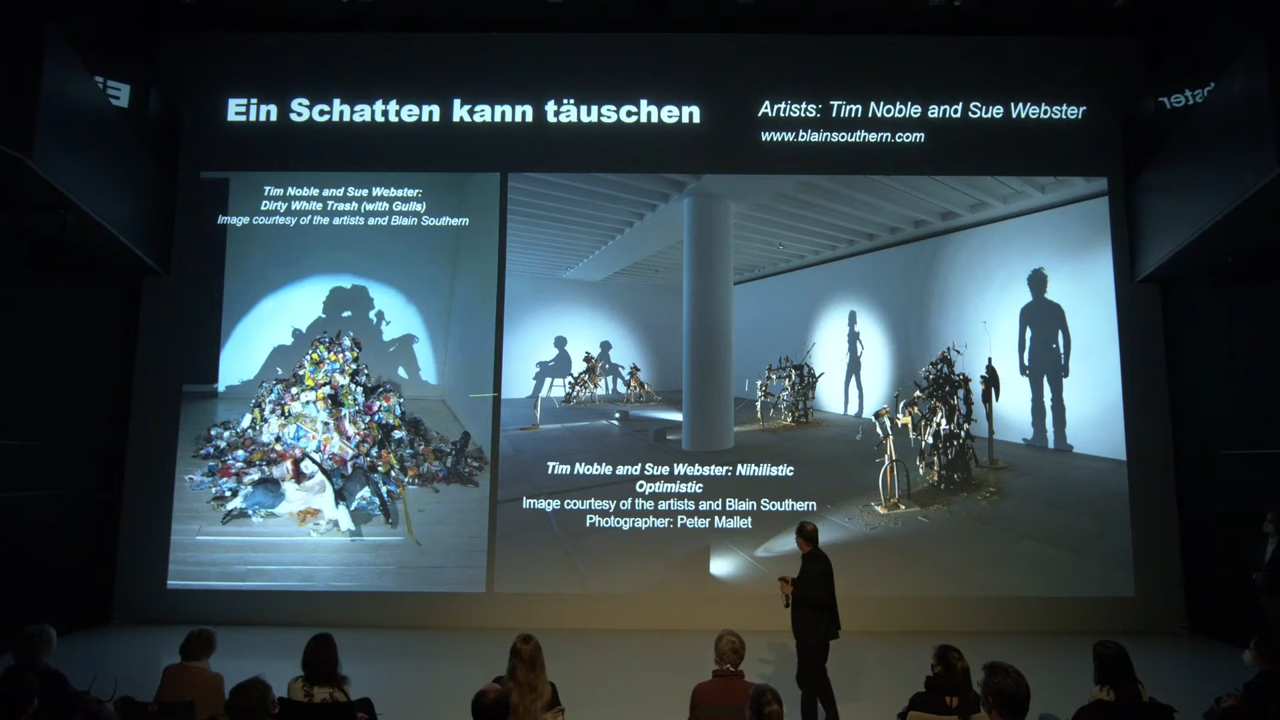 Ein Schatten kann täuschen
Artists: Tim Noble and Sue Webster
www.blainsouthern.com
Tim Noble and Sue Webster:
Dirty White Trash (with Gulls)
Image courtesy of the artists and Blain Southern
Tim Noble and Sue Webster: Nihilistic
Optimistic
Image courtesy of the artists and Blain Southern
Photographer: Peter Mallet